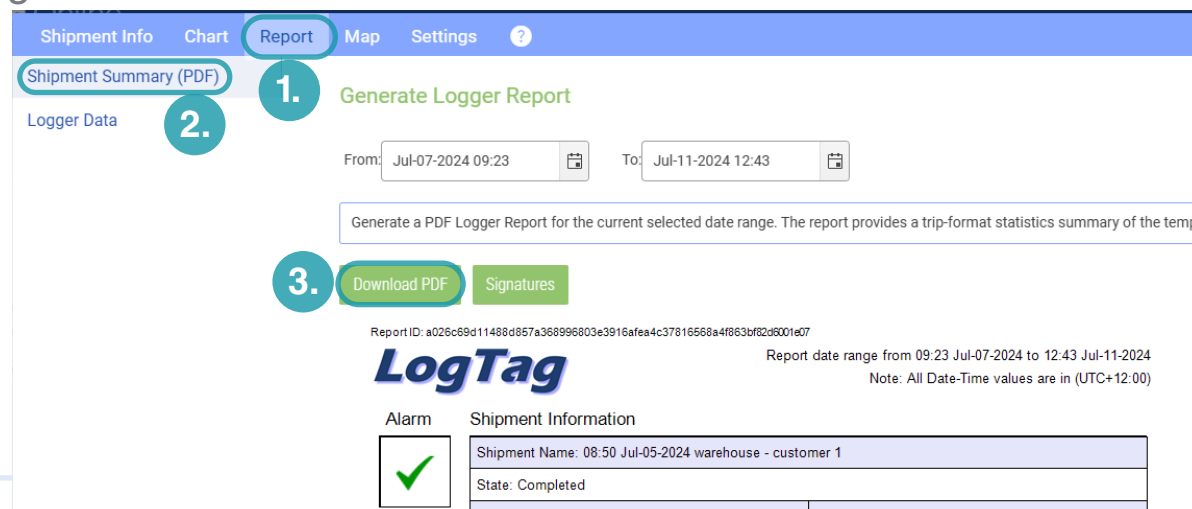 Shipment Info Chart Report Map Settings ?
Shipment Summary (PDF)
1.
Logger Data
2.
Generate Logger Report
From: Jul-07-2024 09:23 To: Jul-11-2024 12:43
Generate a PDF Logger Report for the current selected date range. The report provides a trip-format statistics summary of the temp
3.
Download PDF Signatures
Report ID: a026c69d11488d857a368996803e3916afea4c37816568a4f863bf82d6001e07
LogTag
Report date range from 09:23 Jul-07-2024 to 12:43 Jul-11-2024
Note: All Date-Time values are in (UTC+12:00)
Alarm Shipment Information
Shipment Name: 08:50 Jul-05-2024 warehouse - customer 1
State: Completed